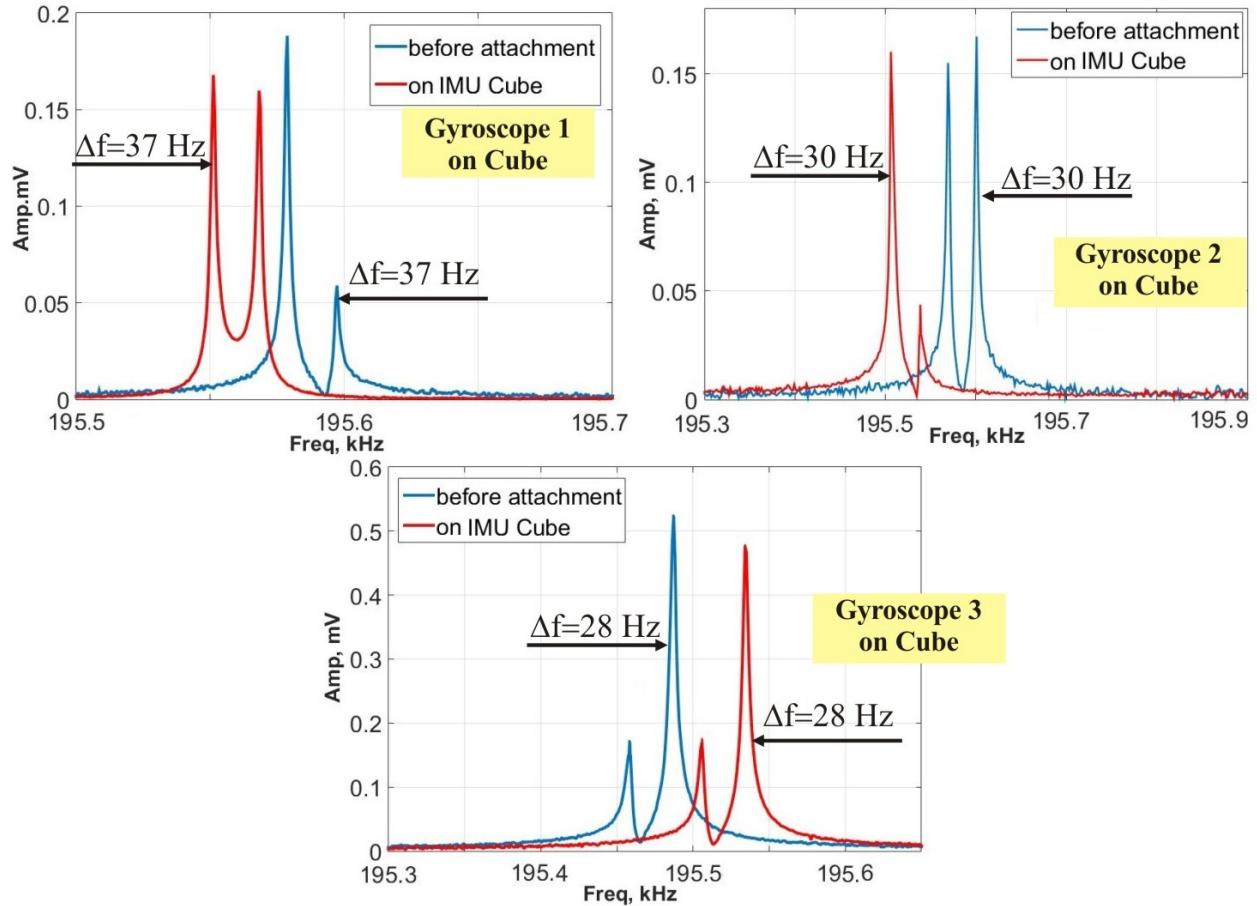 0.2
before attachment
on IMU Cube
0.15
Gyroscope 1
on Cube
Δf=37 Hz
0.1
Amp.mV
Δf=37 Hz
0.05
0
195.5
195.6
195.7
Freq, kHz
0.2
before attachment
on IMU Cube
0.15
Δf=30 Hz
Δf=30 Hz
0.1
Amp, mV
Gyroscope 2
on Cube
0.05
0
195.3
195.5
195.7
195.9
Freq, kHz
0.6
before attachment
on IMU Cube
0.5
0.4
Gyroscope 3
on Cube
Δf=28 Hz
0.3
Amp, mV
Δf=28 Hz
0.2
0.1
0
195.3
195.4
195.5
195.6
Freq, kHz